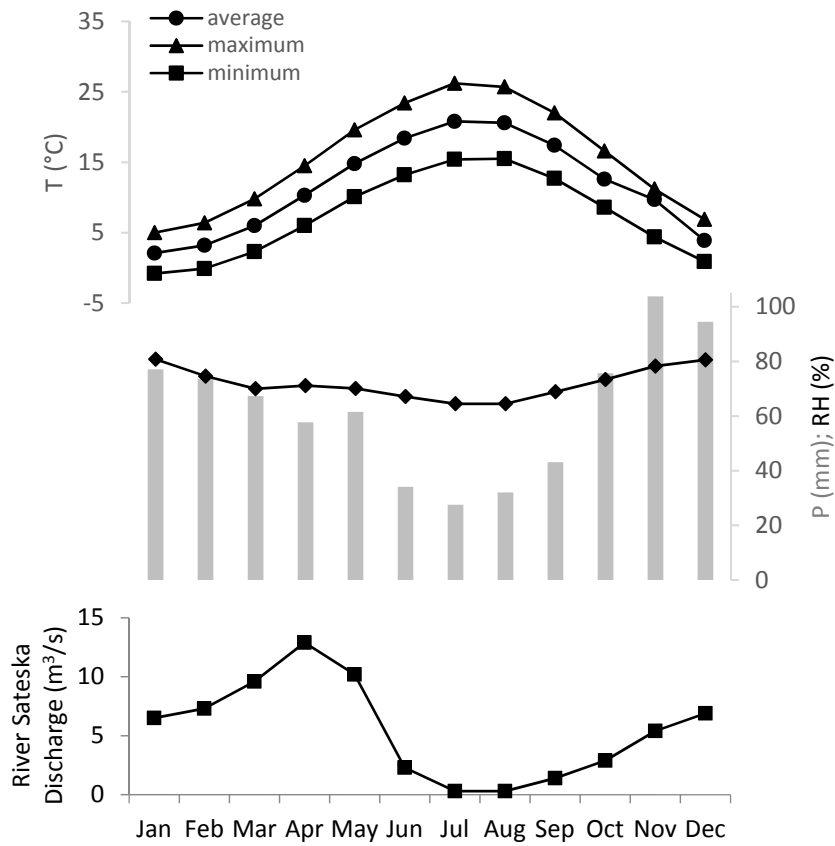 average
maximum
minimum
35
25
15
5
-5
T (°C)
100
80
60
40
20
0
P (mm); RH (%)
15
10
5
0
River Sateska
Discharge (m³/s)
Jan Feb Mar Apr May Jun Jul Aug Sep Oct Nov Dec